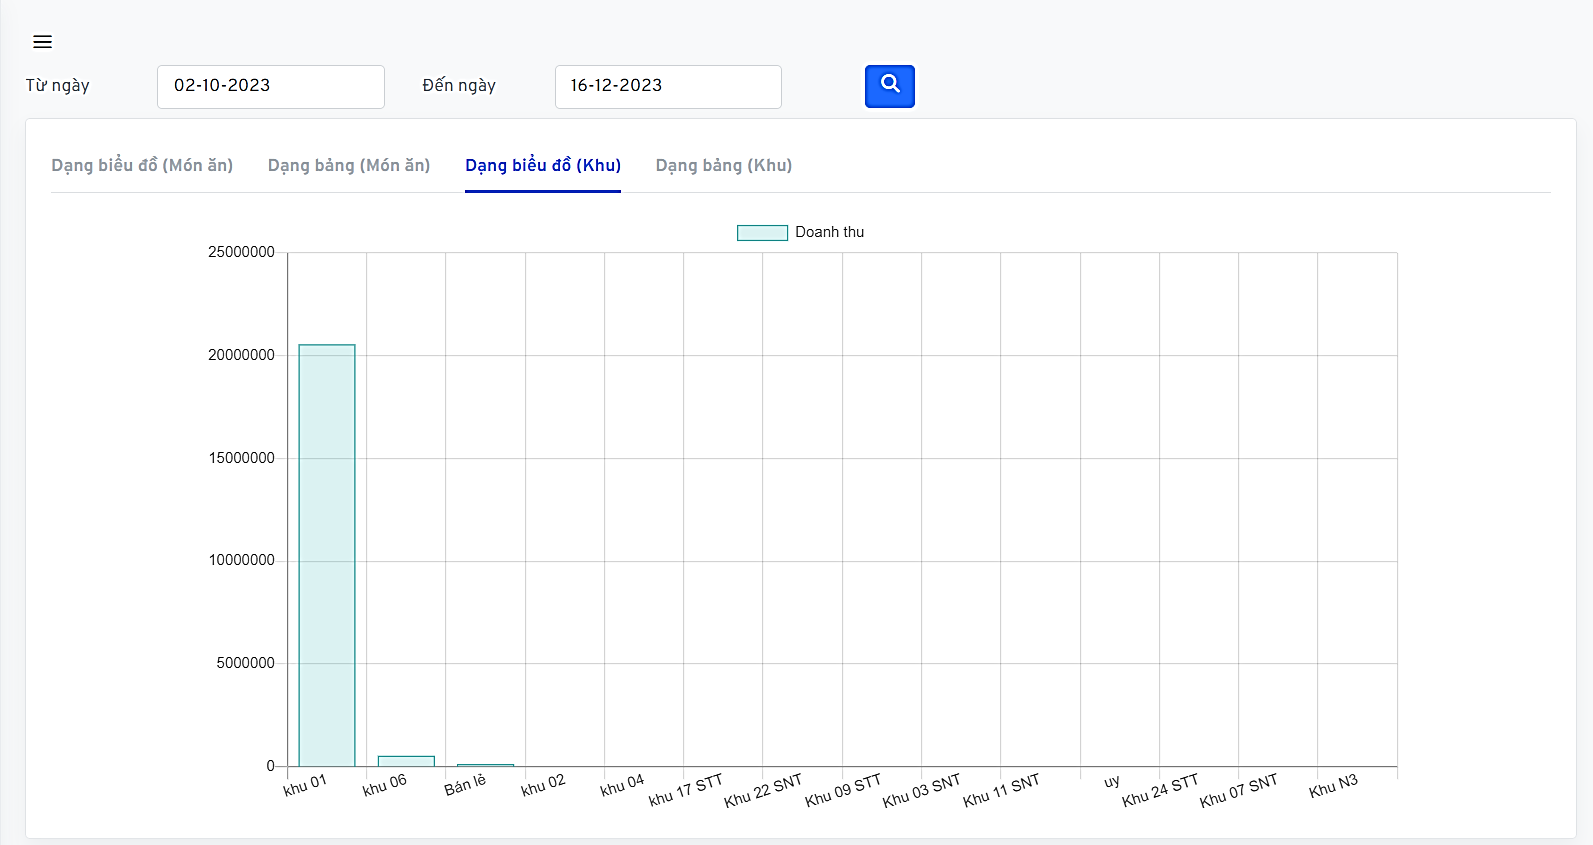 Từ ngày 02-10-2023 Đến ngày 16-12-2023
Dạng biểu đồ (Món ăn) Dạng bảng (Món ăn) Dạng biểu đồ (Khu) Dạng bảng (Khu)
Doanh thu
25000000
20000000
15000000
10000000
5000000
0
khu 01 khu 06 Bán lẻ khu 02 khu 04 khu 17 STT Khu 22 SNT Khu 09 STT Khu 03 SNT Khu 11 SNT uy Khu 24 STT Khu 07 SNT Khu N3